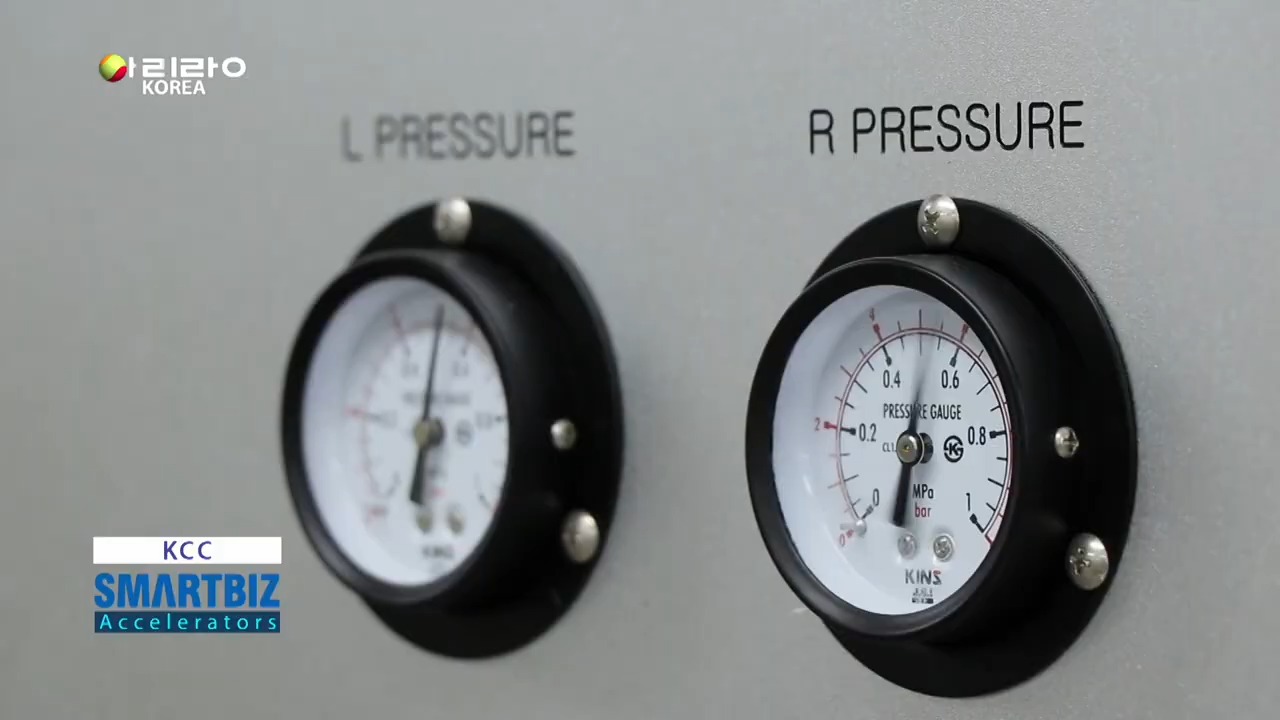 아리랑
KOREA
L PRESSURE
R PRESSURE
4
0.4
0.6
PRESSURE GAUGE
2
0.2
0.8
0
MPa
1
bar
0
KINS
KCC
SMARTBIZ
Accelerators